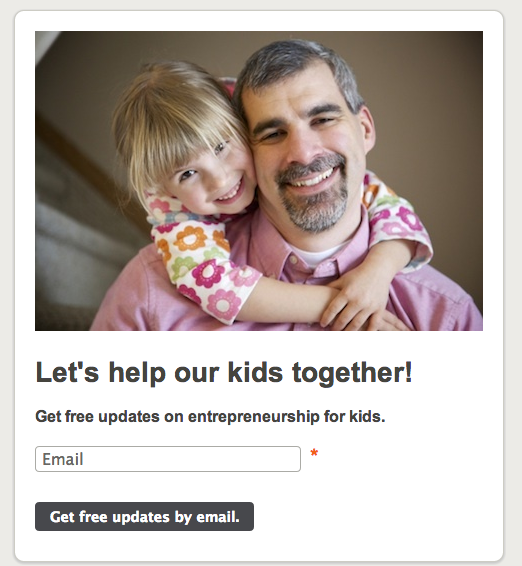 Let's help our kids together!
Get free updates on entrepreneurship for kids.
Email *
Get free updates by email.